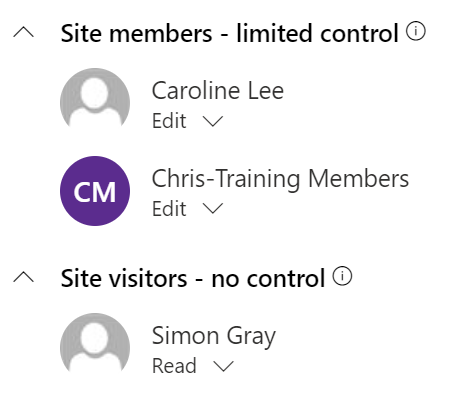 Site members - limited control
Caroline Lee
Edit
CM
Chris-Training Members
Edit
Site visitors - no control
Simon Gray
Read